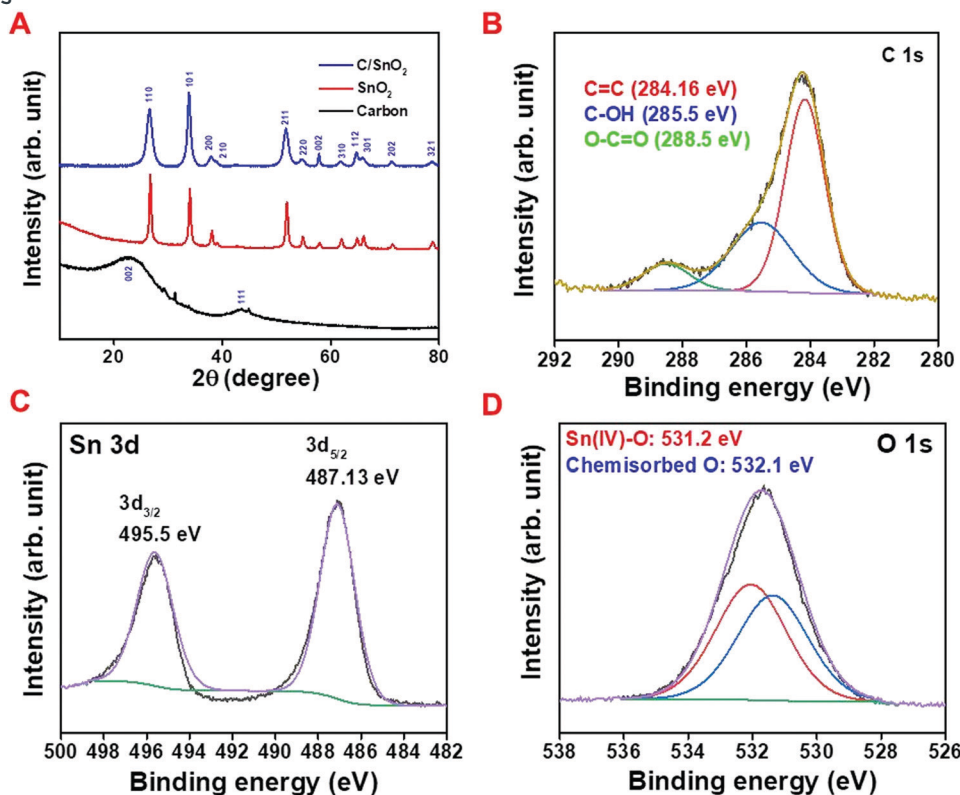 A
Intensity (arb. unit)
C/SnO₂
SnO₂
Carbon
110
101
200
210
211
220
002
310
112
301
202
321
002
111
20 40 60 80
2θ (degree)
B
Intensity (arb. unit)
C 1s
C=C (284.16 eV)
C-OH (285.5 eV)
O-C=O (288.5 eV)
292 290 288 286 284 282 280
Binding energy (eV)
C
Intensity (arb. unit)
Sn 3d
3d₃/₂
495.5 eV
3d₅/₂
487.13 eV
500 498 496 494 492 490 488 486 484 482
Binding energy (eV)
D
Intensity (arb. unit)
Sn(IV)-O: 531.2 eV
Chemisorbed O: 532.1 eV
O 1s
538 536 534 532 530 528 526
Binding energy (eV)